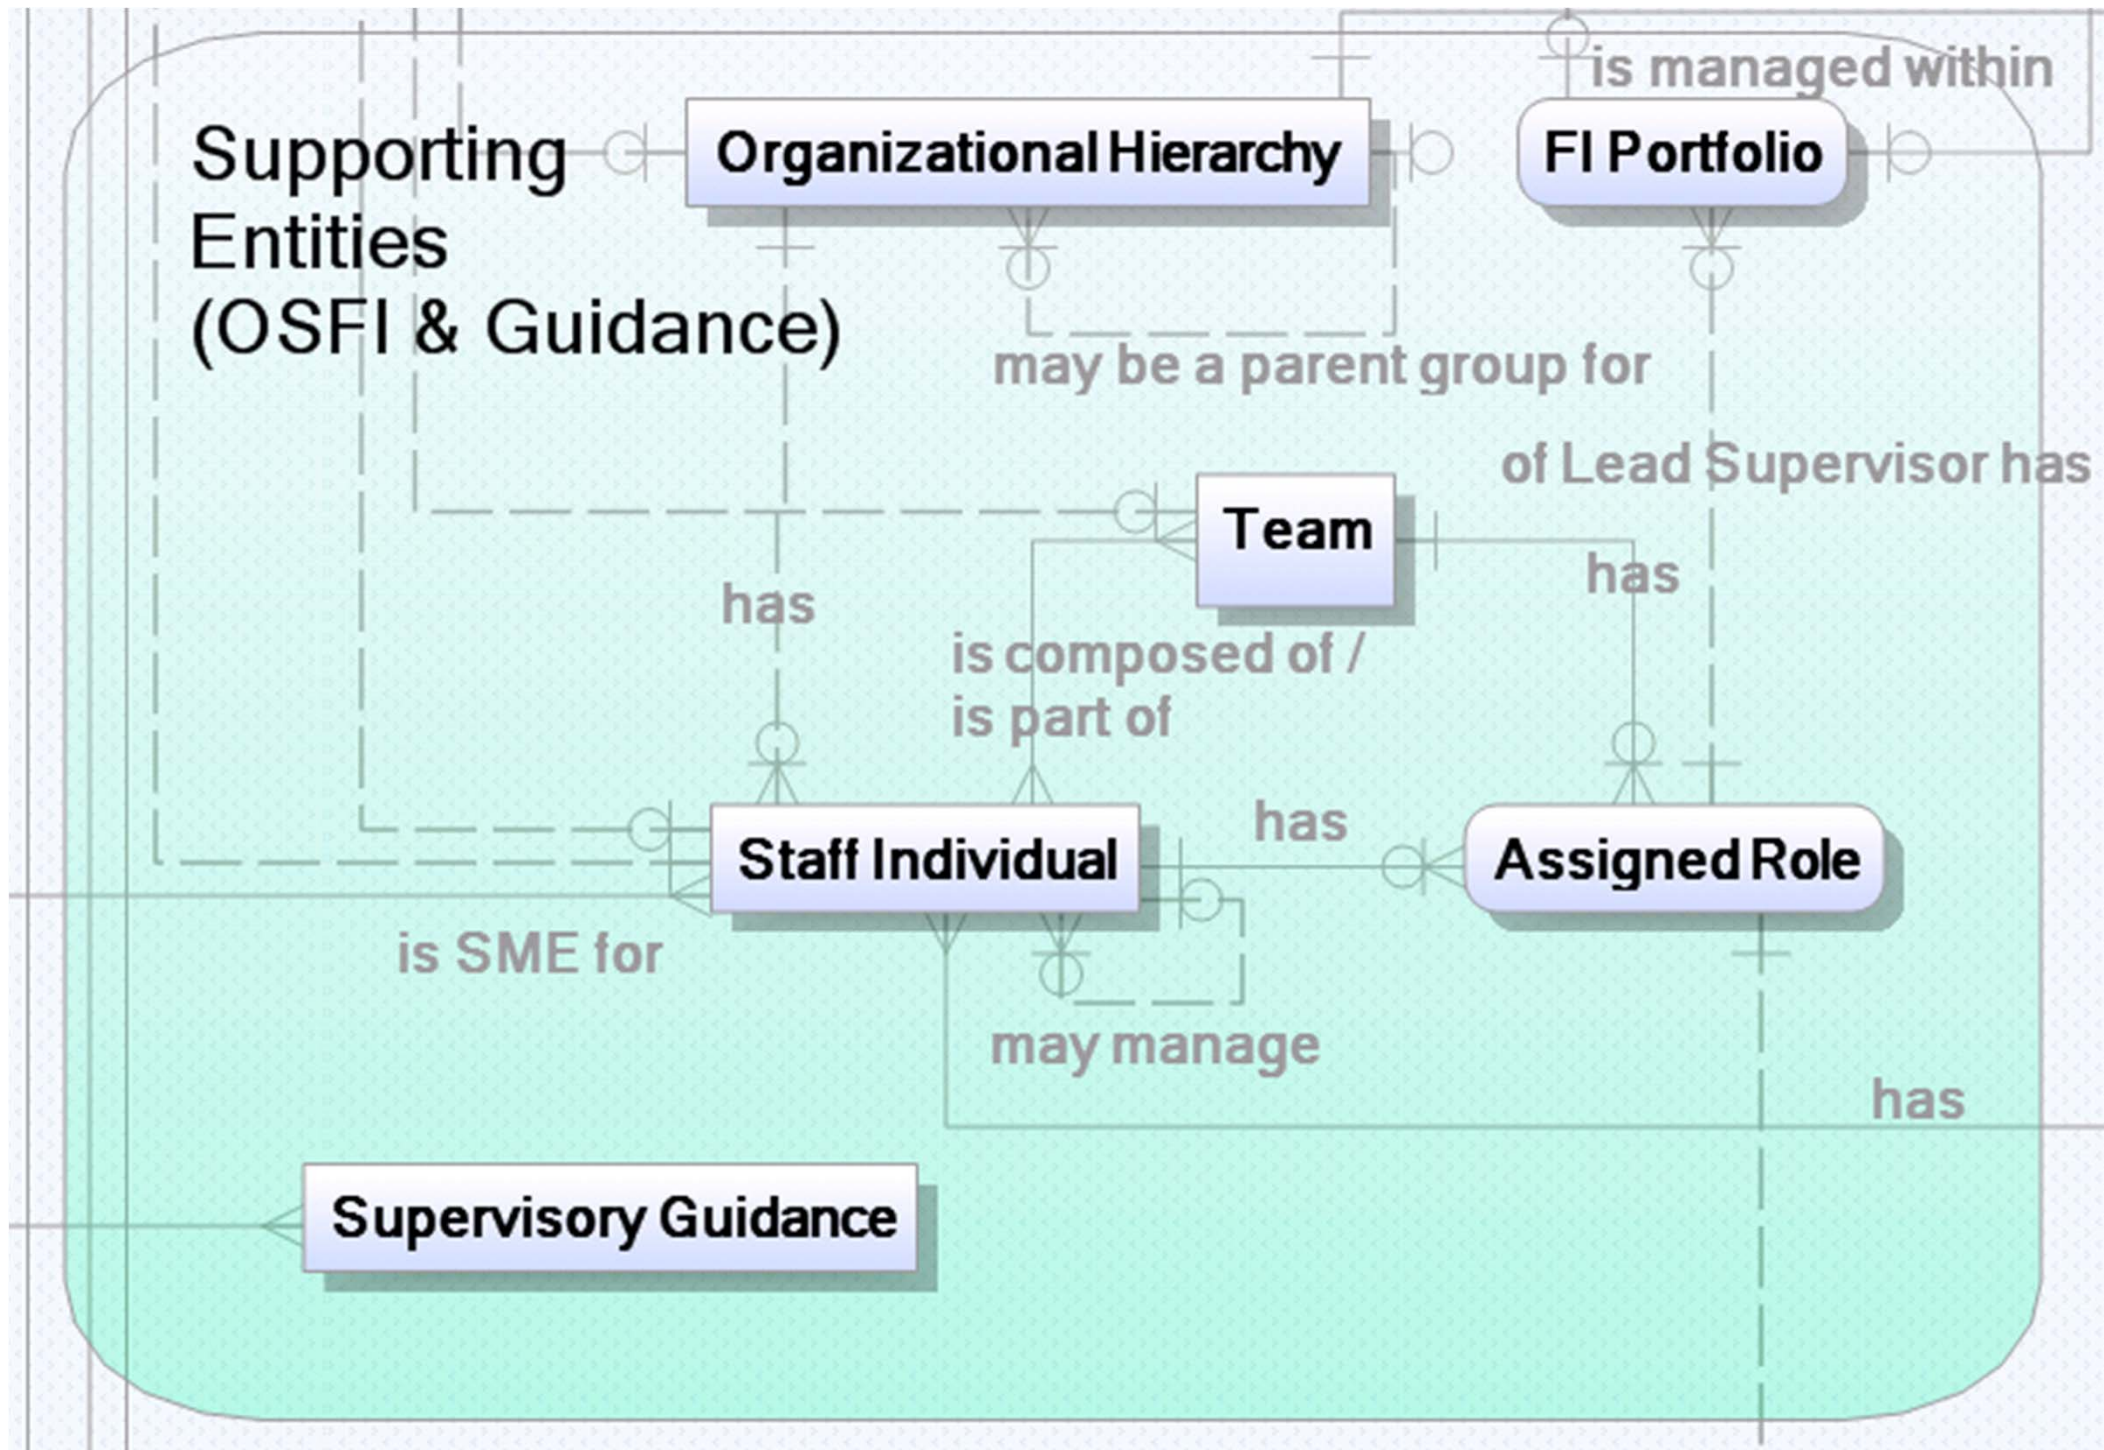 is managed within
Organizational Hierarchy
FI Portfolio
Supporting
Entities
(OSFI & Guidance)
may be a parent group for
of Lead Supervisor has
Team
has
has
is composed of /
is part of
has
Staff Individual
Assigned Role
is SME for
may manage
has
Supervisory Guidance